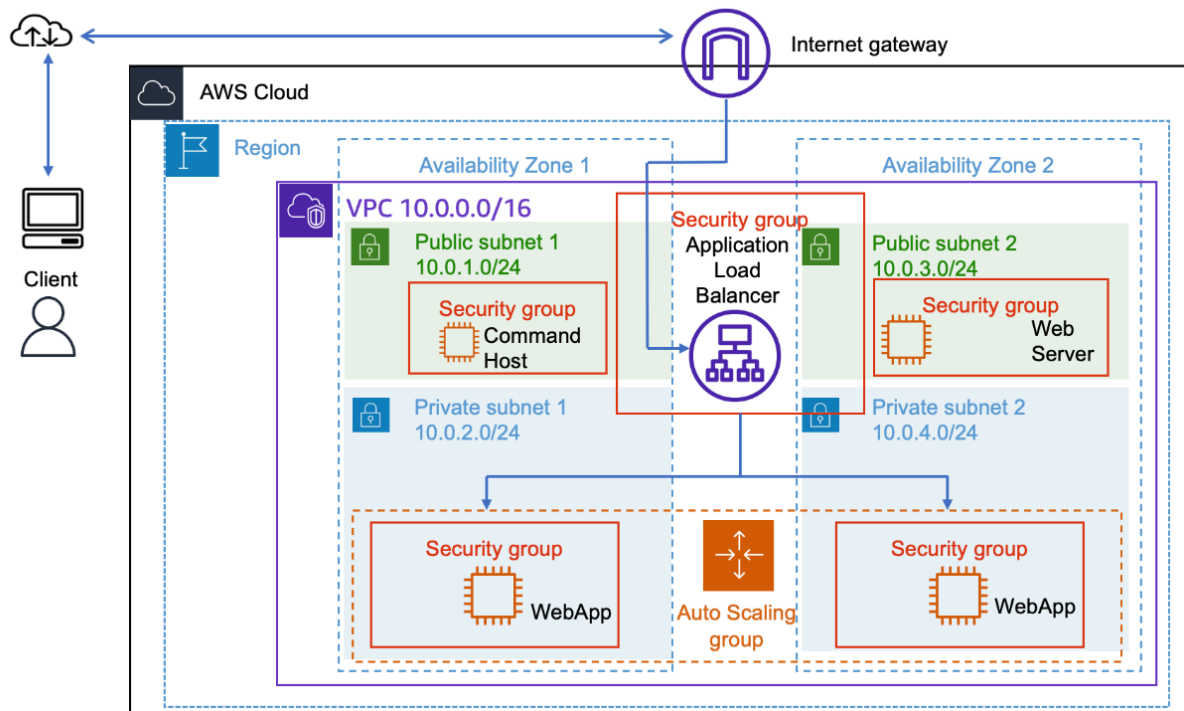 Internet gateway
AWS Cloud
Region
Availability Zone 1
Availability Zone 2
VPC 10.0.0.0/16
Public subnet 1
10.0.1.0/24
Security group
Command
Host
Security group
Application
Load
Balancer
Public subnet 2
10.0.3.0/24
Security group
Web
Server
Client
Private subnet 1
10.0.2.0/24
Private subnet 2
10.0.4.0/24
Security group
WebApp
Auto Scaling
group
Security group
WebApp